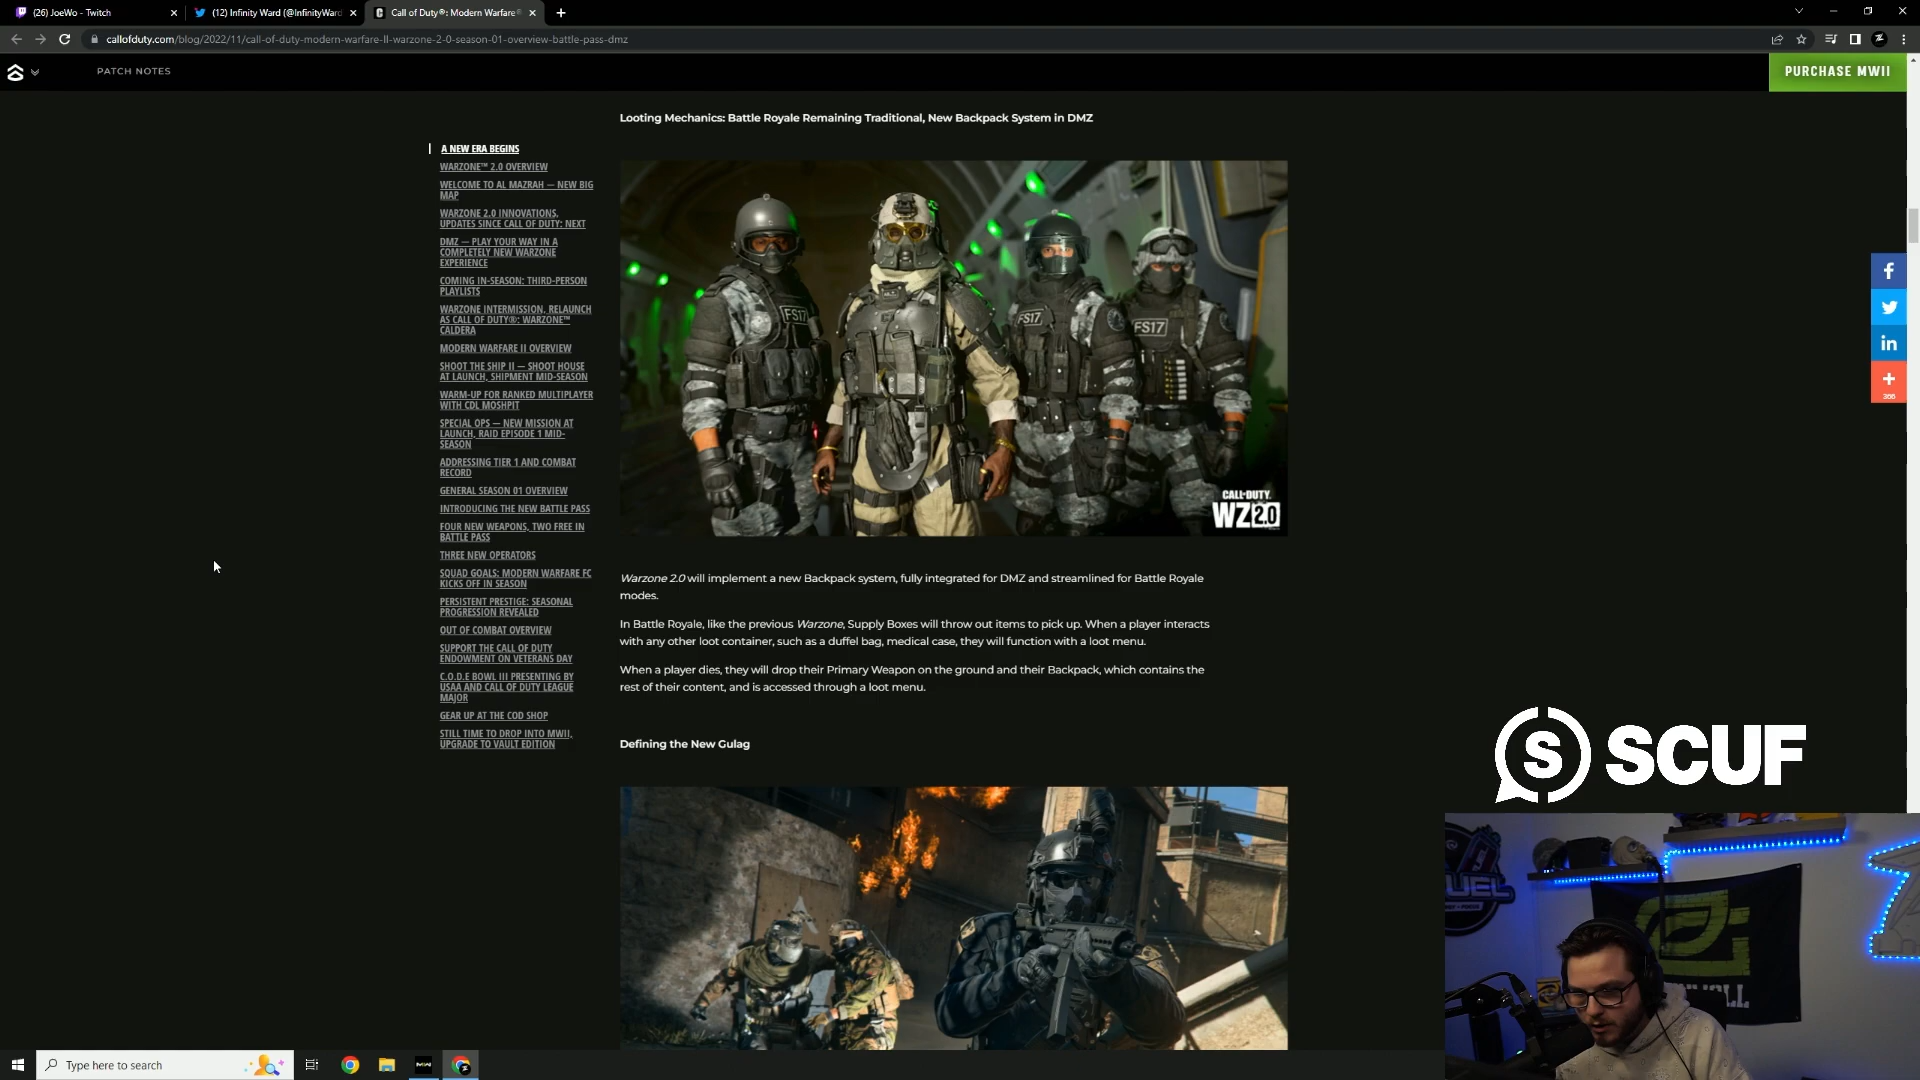 (26) JoeWo - Twitch
(12) Infinity Ward (@InfinityWard
Call of Duty®: Modern Warfare®
callofduty.com/blog/2022/11/call-of-duty-modern-warfare-II-warzone-2-0-season-01-overview-battle-pass-dmz
PATCH NOTES
PURCHASE MWII
Looting Mechanics: Battle Royale Remaining Traditional, New Backpack System in DMZ
A NEW ERA BEGINS
WARZONE™ 2.0 OVERVIEW
WELCOME TO AL MAZRAH — NEW BIG
MAP
WARZONE 2.0 INNOVATIONS,
UPDATES SINCE CALL OF DUTY: NEXT
DMZ — PLAY YOUR WAY IN A
COMPLETELY NEW WARZONE
EXPERIENCE
COMING IN-SEASON: THIRD-PERSON
PLAYLISTS
WARZONE INTERMISSION, RELAUNCH
AS CALL OF DUTY®: WARZONE™
CALDERA
MODERN WARFARE II OVERVIEW
SHOOT THE SHIP II — SHOOT HOUSE
AT LAUNCH, SHIPMENT MID-SEASON
WARM-UP FOR RANKED MULTIPLAYER
WITH CDL MOSHPIT
SPECIAL OPS — NEW MISSION AT
LAUNCH, RAID EPISODE 1 MID-
SEASON
ADDRESSING TIER 1 AND COMBAT
RECORD
GENERAL SEASON 01 OVERVIEW
INTRODUCING THE NEW BATTLE PASS
FOUR NEW WEAPONS, TWO FREE IN
BATTLE PASS
THREE NEW OPERATORS
SQUAD GOALS: MODERN WARFARE FC
KICKS OFF IN SEASON
PERSISTENT PRESTIGE: SEASONAL
PROGRESSION REVEALED
OUT OF COMBAT OVERVIEW
SUPPORT THE CALL OF DUTY
ENDOWMENT ON VETERANS DAY
C.O.D.E BOWL III PRESENTING BY
USAA AND CALL OF DUTY LEAGUE
MAJOR
GEAR UP AT THE COD SHOP
STILL TIME TO DROP INTO MWII,
UPGRADE TO VAULT EDITION
FS17
FS17
FS17
CALL OF DUTY.
WZ 2.0
366
Warzone 2.0 will implement a new Backpack system, fully integrated for DMZ and streamlined for Battle Royale
modes.
In Battle Royale, like the previous Warzone, Supply Boxes will throw out items to pick up. When a player interacts
with any other loot container, such as a duffel bag, medical case, they will function with a loot menu.
When a player dies, they will drop their Primary Weapon on the ground and their Backpack, which contains the
rest of their content, and is accessed through a loot menu.
Defining the New Gulag
S SCUF
Type here to search